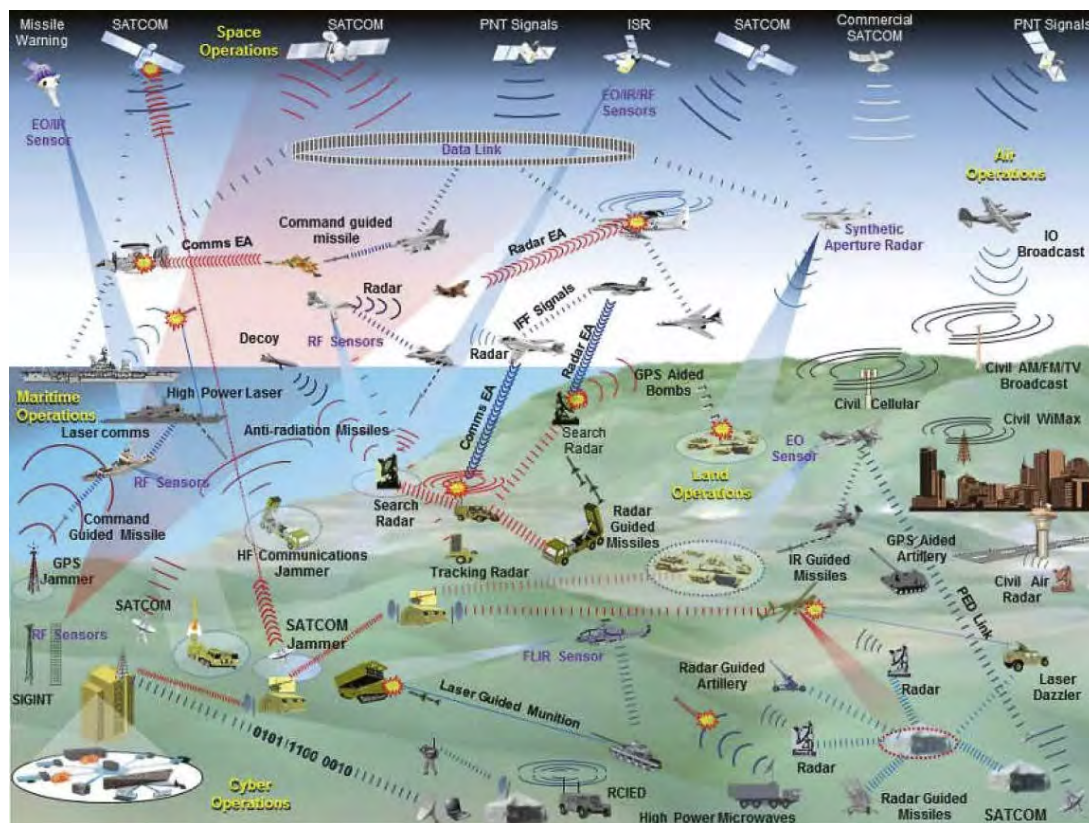 Missile
Warning
SATCOM
Space
Operations
SATCOM
PNT Signals
ISR
SATCOM
Commercial
SATCOM
PNT Signals
EO/IR
Sensor
EO/IR/RF
Sensors
Data Link
Air
Operations
Command guided
missile
Comms EA
Radar EA
Synthetic
Aperture Radar
IO
Broadcast
Radar
IFF Signals
Decoy
RF Sensors
Radar
Radar EA
GPS Aided
Bombs
Civil AM/FM/TV
Broadcast
High Power Laser
Maritime
Operations
Laser comms
Anti-radiation Missiles
Comms EA
Search
Radar
Civil Cellular
Civil WiMax
EO
Sensor
RF Sensors
Land
Operations
Command
Guided Missile
Search
Radar
Radar
Guided
Missiles
GPS
Jammer
HF Communications
Jammer
Tracking Radar
IR Guided
Missiles
GPS Aided
Artillery
Civil Air
Radar
PED Link
SATCOM
RF Sensors
SATCOM
Jammer
FLIR Sensor
SIGINT
Radar Guided
Artillery
Radar
Laser
Dazzler
Laser Guided Munition
0101/1100 0010
Radar
Cyber
Operations
RCIED
High Power Microwaves
Radar Guided
Missiles
SATCOM